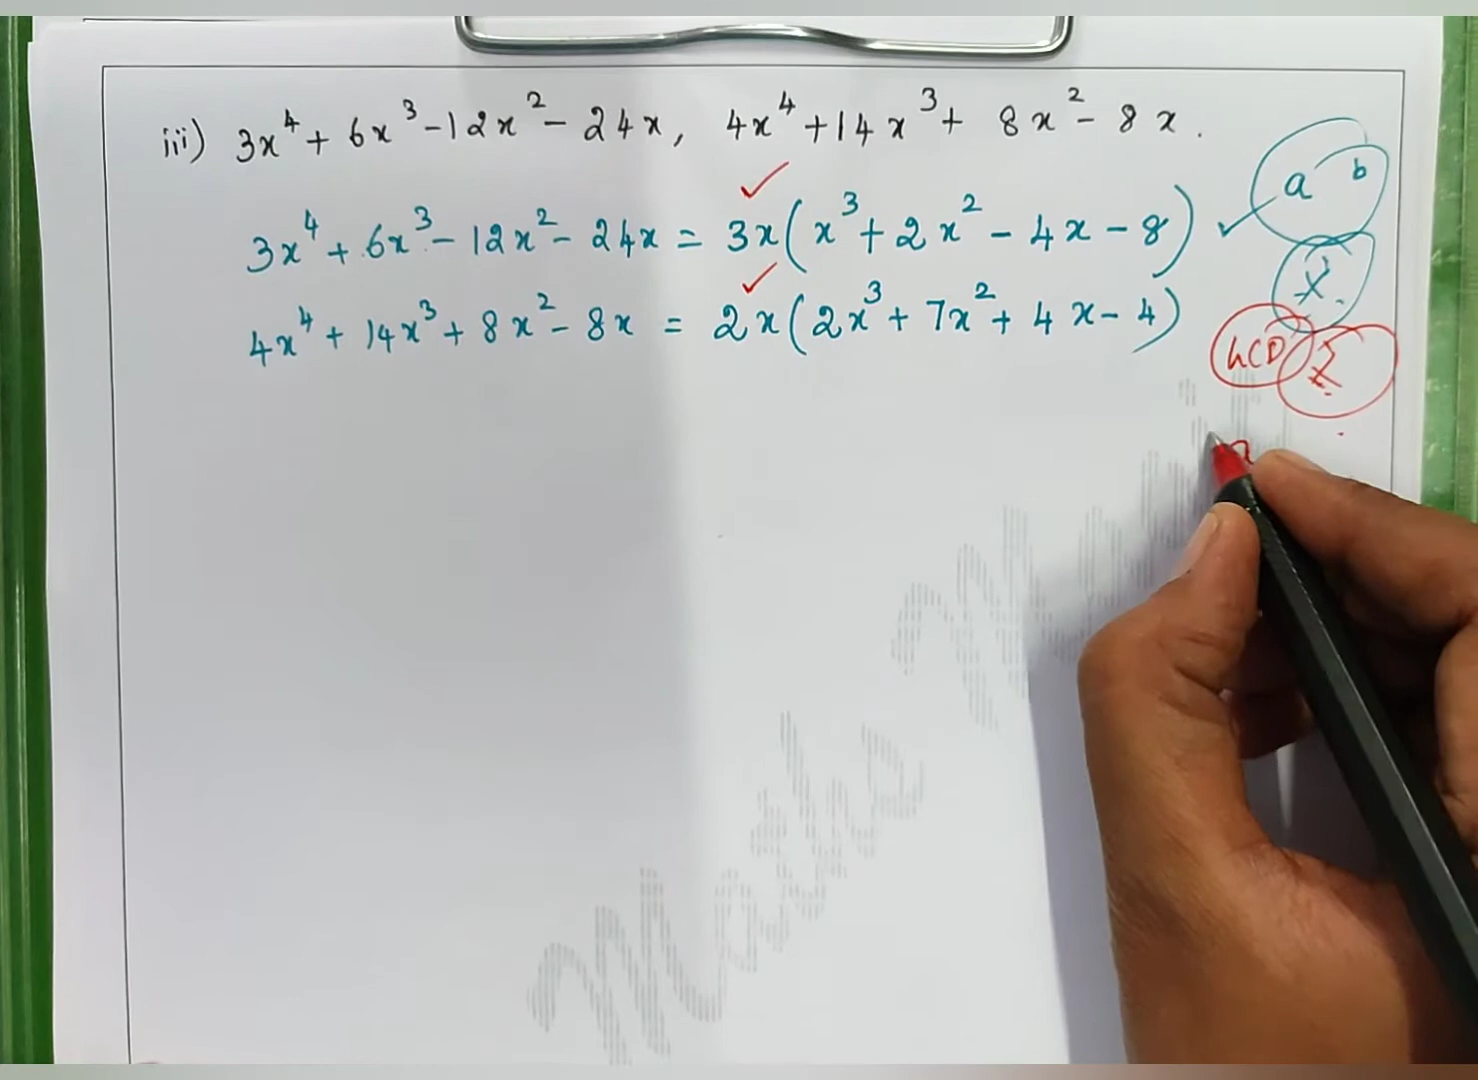 iii) 3x⁴ + 6x³ - 12x² - 24x, 4x⁴ + 14x³ + 8x² - 8x.
3x⁴ + 6x³ - 12x² - 24x = 3x(x³ + 2x² - 4x - 8)
4x⁴ + 14x³ + 8x² - 8x = 2x(2x³ + 7x² + 4x - 4)
a b
Maths